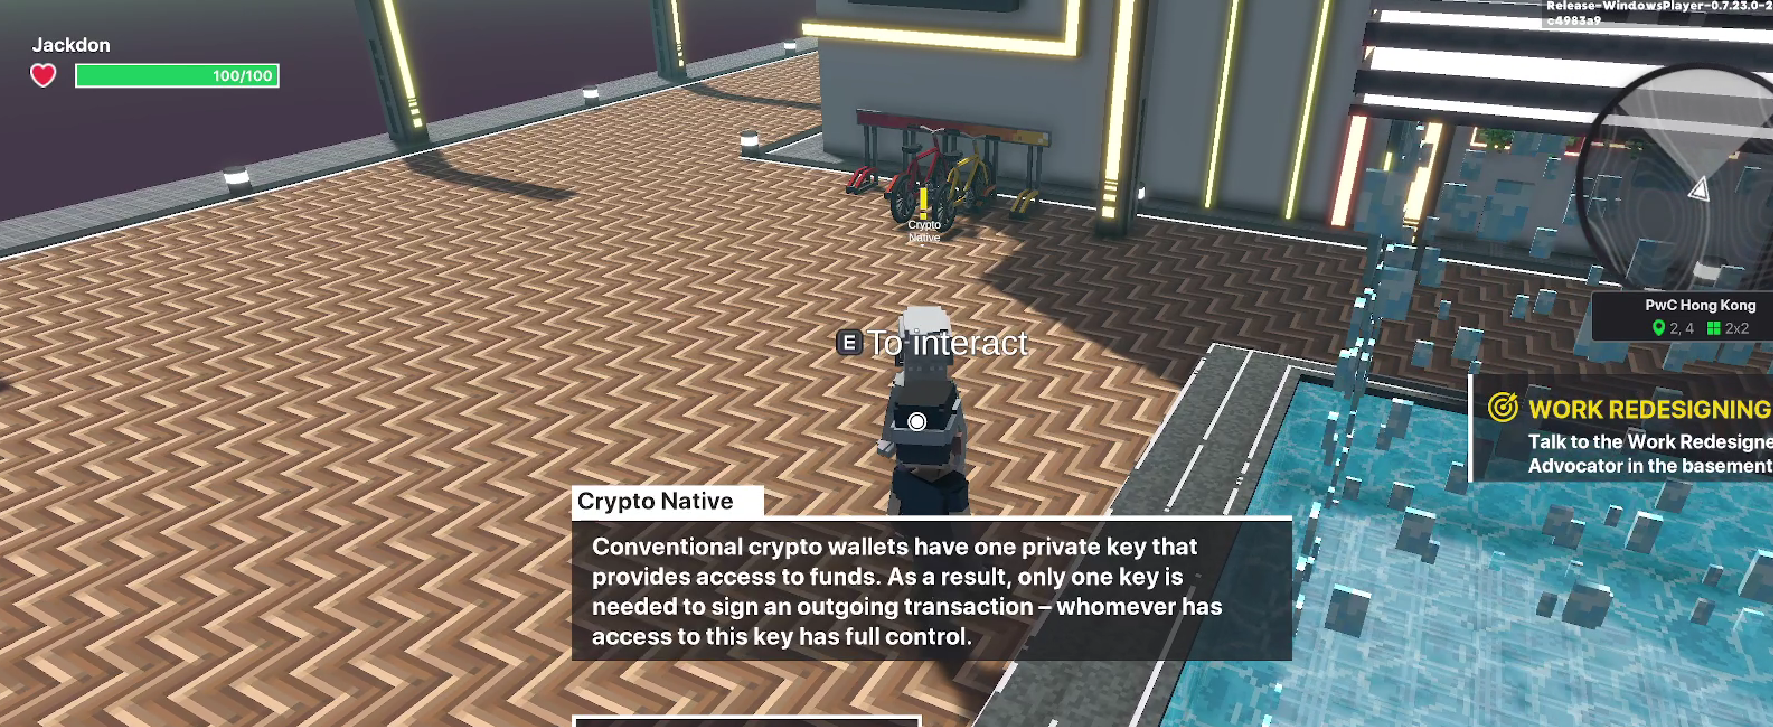 Release-WindowsPlayer-0.7.23.0-2
c4983a9
Jackdon
100/100
Crypto
Native
E To interact
PwC Hong Kong
2, 4 2x2
WORK REDESIGNING
Talk to the Work Redesigne
Advocator in the basement
Crypto Native
Conventional crypto wallets have one private key that
provides access to funds. As a result, only one key is
needed to sign an outgoing transaction – whomever has
access to this key has full control.